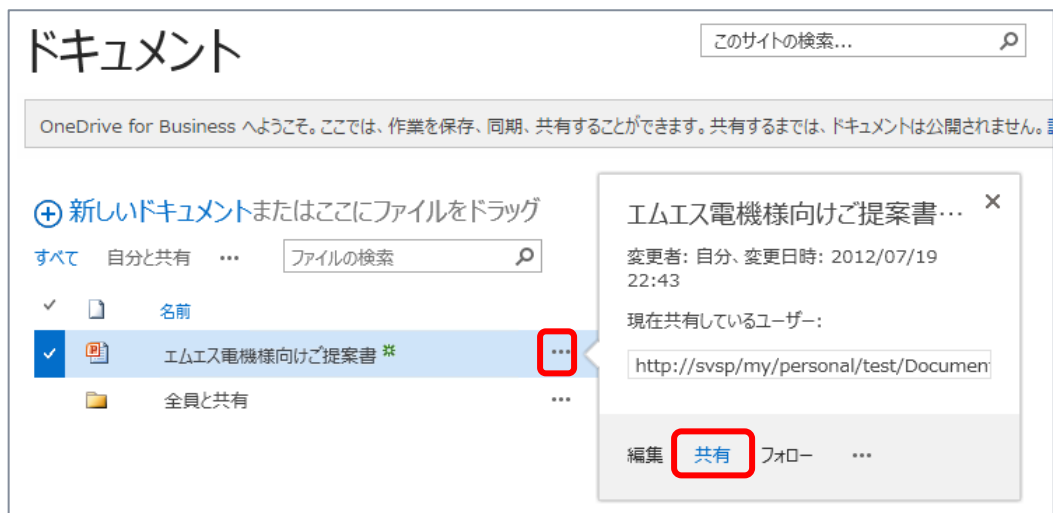 ドキュメント
このサイトの検索...
OneDrive for Business へようこそ。ここでは、作業を保存、同期、共有することができます。共有するまでは、ドキュメントは公開されません。
新しいドキュメントまたはここにファイルをドラッグ
すべて 自分と共有 ••• ファイルの検索
名前
エムエス電機様向けご提案書 •••
全員と共有 •••
エムエス電機様向けご提案書…
変更者: 自分、変更日時: 2012/07/19
22:43
現在共有しているユーザー:
http://svsp/my/personal/test/Documen
編集 共有 フォロー •••